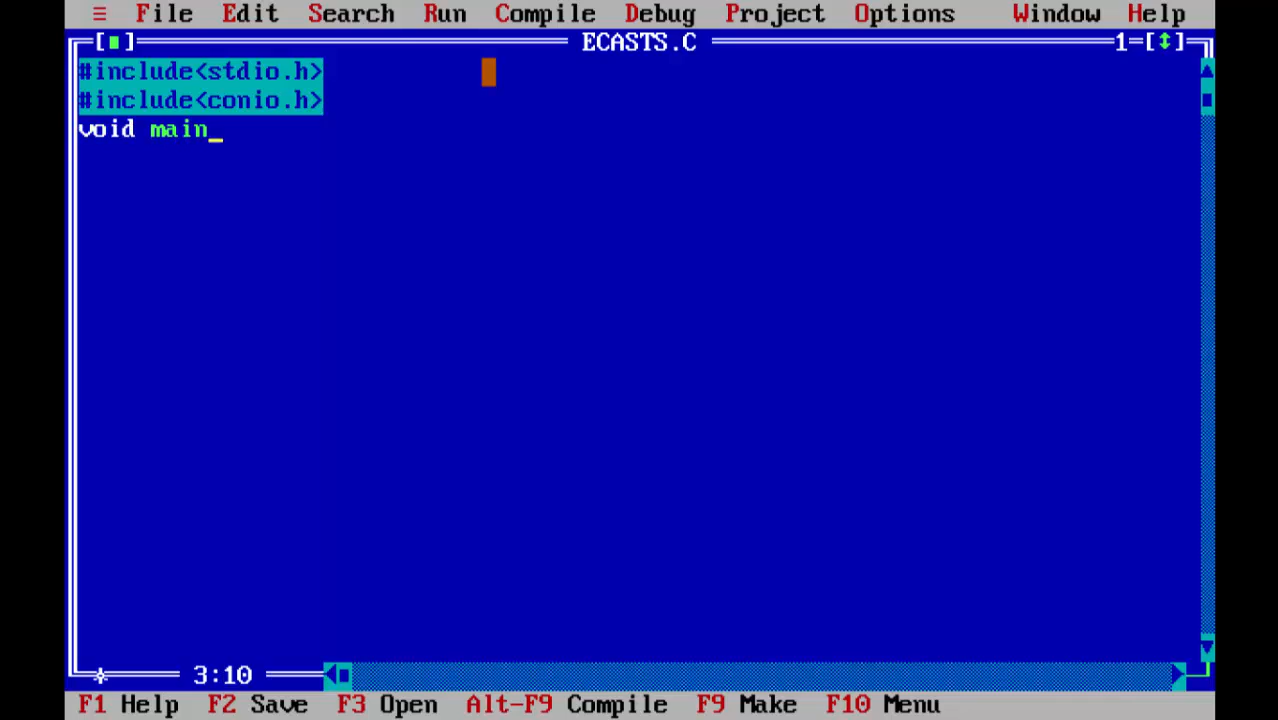 ≡ File Edit Search Run Compile Debug Project Options Window Help
[■] ECASTS.C 1=[↕]
#include<stdio.h>
#include<conio.h>
void main_
3:10
F1 Help F2 Save F3 Open Alt-F9 Compile F9 Make F10 Menu